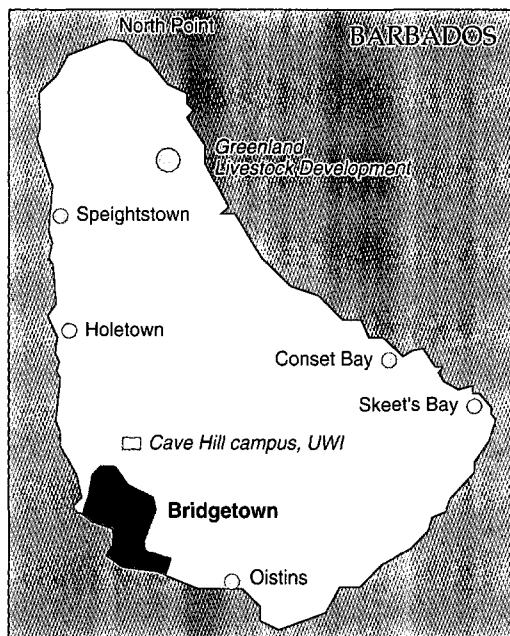 North Point
BARBADOS
Greenland
Livestock Development
Speightstown
Holetown
Conset Bay
Skeet's Bay
Cave Hill campus, UWI
Bridgetown
Oistins